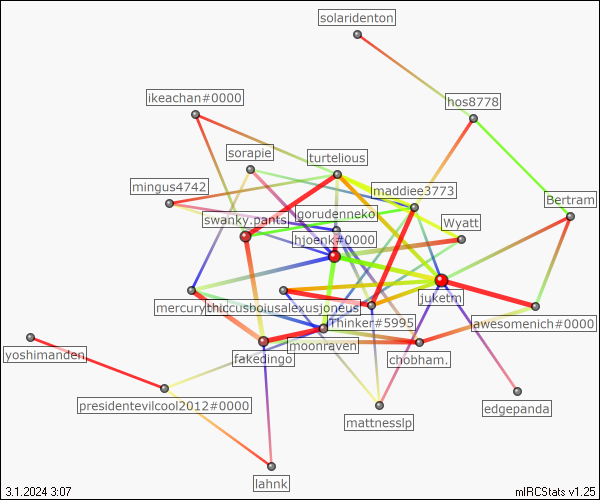 solaridenton
ikeachan#0000
hos8778
sorapie
turtelious
mingus4742
maddiee3773
Bertram
swanky.pants
gorudenneko
Wyatt
hjoenk#0000
juketm
mercury
thiccusboiusalexusjoneus
Thinker#5995
awesomenich#0000
yoshimanden
fakedingo
moonraven
chobham.
presidentevilcool2012#0000
mattnesslp
edgepanda
lahnk
3.1.2024 3:07
mIRCStats v1.25